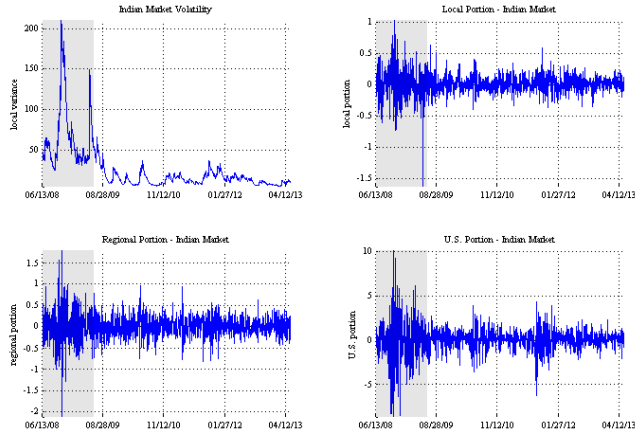 Indian Market Volatility
local variance
200
150
100
50
06/13/08 08/28/09 11/12/10 01/27/12 04/12/13
Local Portion - Indian Market
local portion
1
0.5
0
-0.5
-1
-1.5
06/13/08 08/28/09 11/12/10 01/27/12 04/12/13
Regional Portion - Indian Market
regional portion
1.5
1
0.5
0
-0.5
-1
-1.5
-2
06/13/08 08/28/09 11/12/10 01/27/12 04/12/13
U.S. Portion - Indian Market
U.S. portion
10
5
0
-5
06/13/08 08/28/09 11/12/10 01/27/12 04/12/13